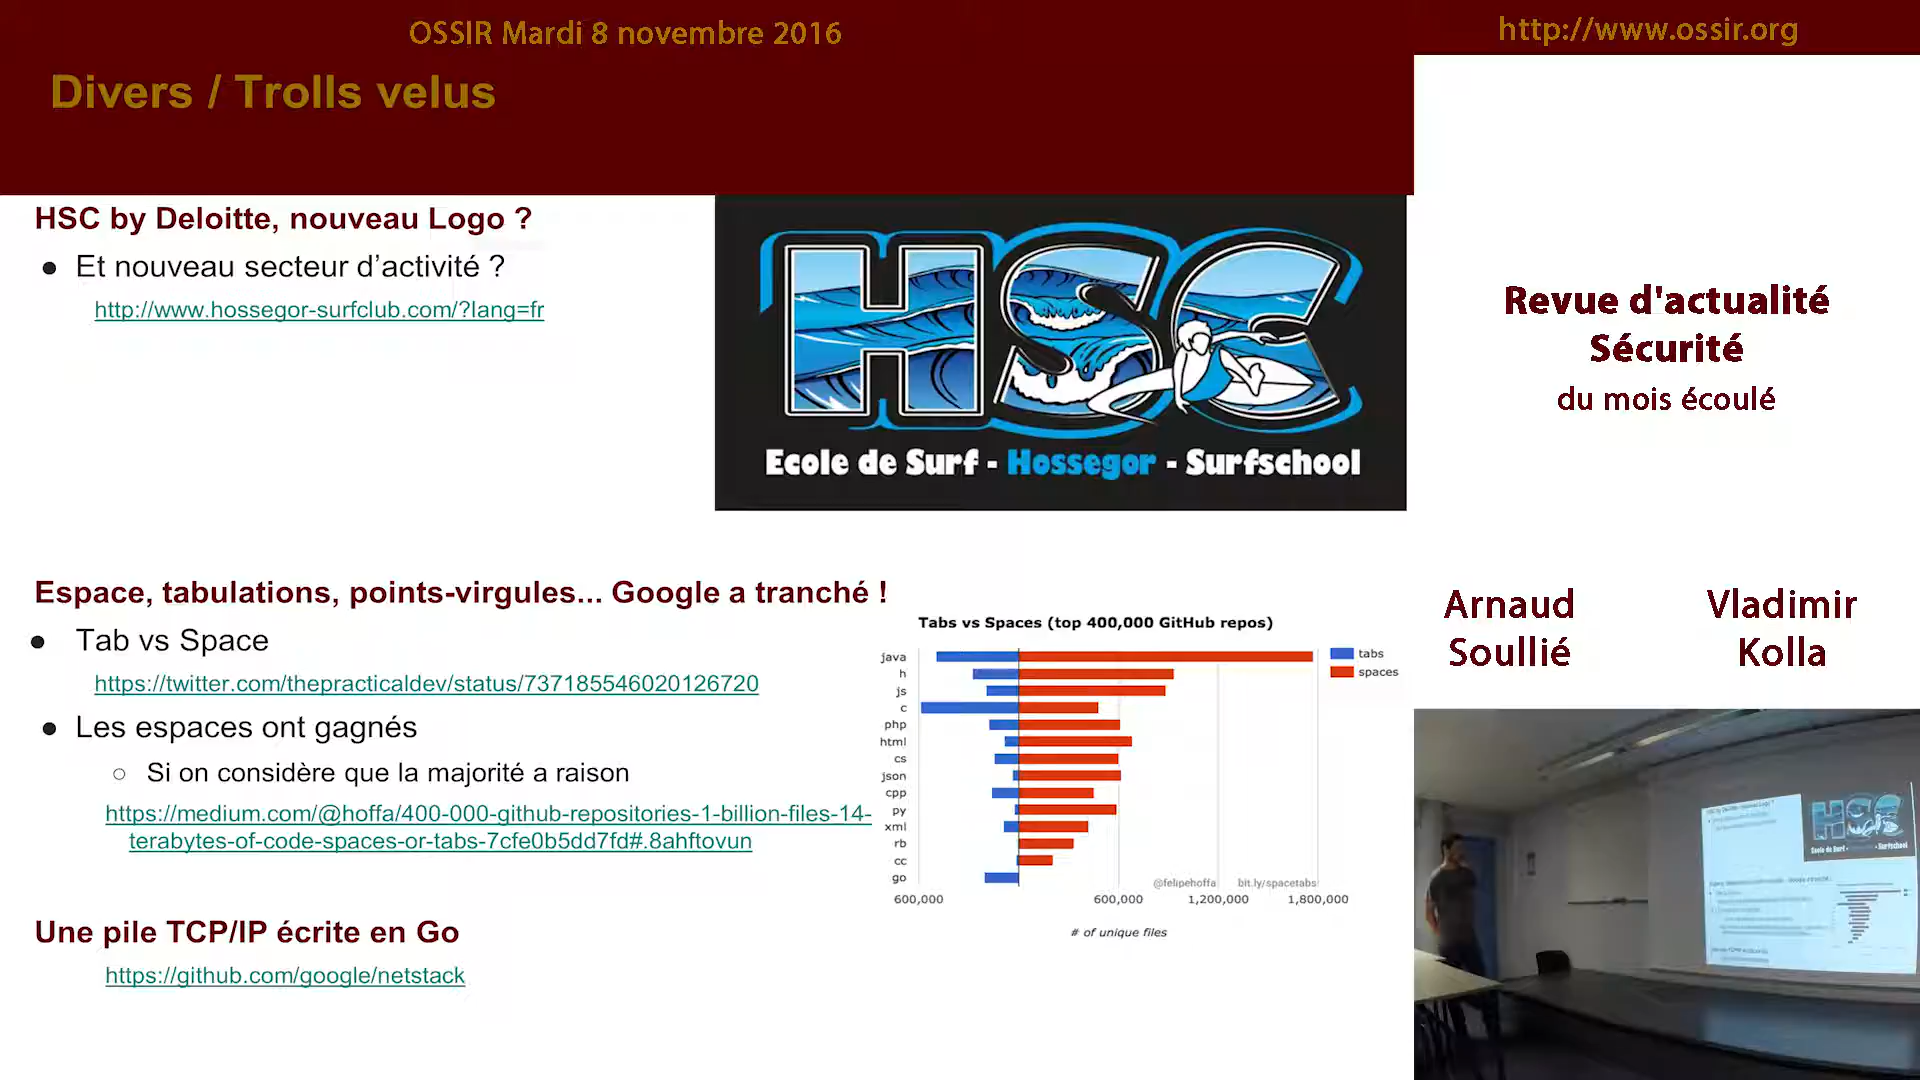 OSSIR Mardi 8 novembre 2016
http://www.ossir.org
Divers / Trolls velus
HSC by Deloitte, nouveau Logo ?
● Et nouveau secteur d’activité ?
http://www.hossegor-surfclub.com/?lang=fr
HSC
Ecole de Surf - Hossegor - Surfschool
Revue d'actualité
Sécurité
du mois écoulé
Espace, tabulations, points-virgules... Google a tranché !
● Tab vs Space
https://twitter.com/thepracticaldev/status/737185546020126720
● Les espaces ont gagnés
○ Si on considère que la majorité a raison
https://medium.com/@hoffa/400-000-github-repositories-1-billion-files-14-
terabytes-of-code-spaces-or-tabs-7cfe0b5dd7fd#.8ahftovun
Tabs vs Spaces (top 400,000 GitHub repos)
tabs
spaces
java
h
js
c
php
html
cs
json
cpp
py
xml
rb
cc
go
@felipehoffa bit.ly/spacetabs
600,000 600,000 1,200,000 1,800,000
# of unique files
Une pile TCP/IP écrite en Go
https://github.com/google/netstack
Arnaud
Soullié
Vladimir
Kolla
HSC
Ecole de Surf - Hossegor - Surfschool